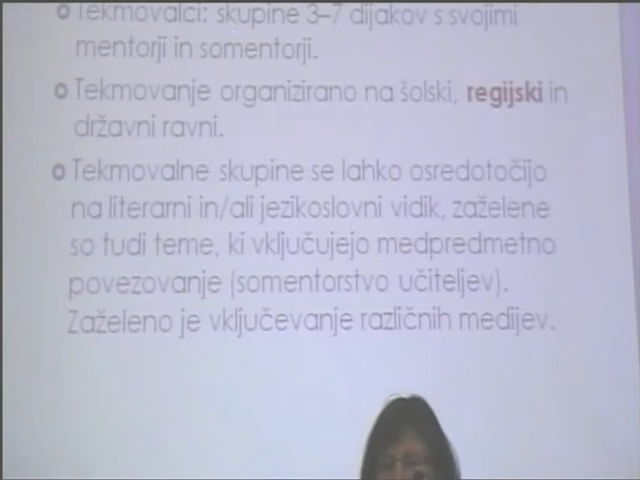 Tekmovalci: skupine 3–7 dijakov s svojimi
mentorji in somentorji.
Tekmovanje organizirano na šolski, regijski in
državni ravni.
Tekmovalne skupine se lahko osredotočijo
na literarni in/ali jezikoslovni vidik, zaželene
so tudi teme, ki vključujejo medpredmetno
povezovanje (somentorstvo učiteljev).
Zaželeno je vključevanje različnih medijev.